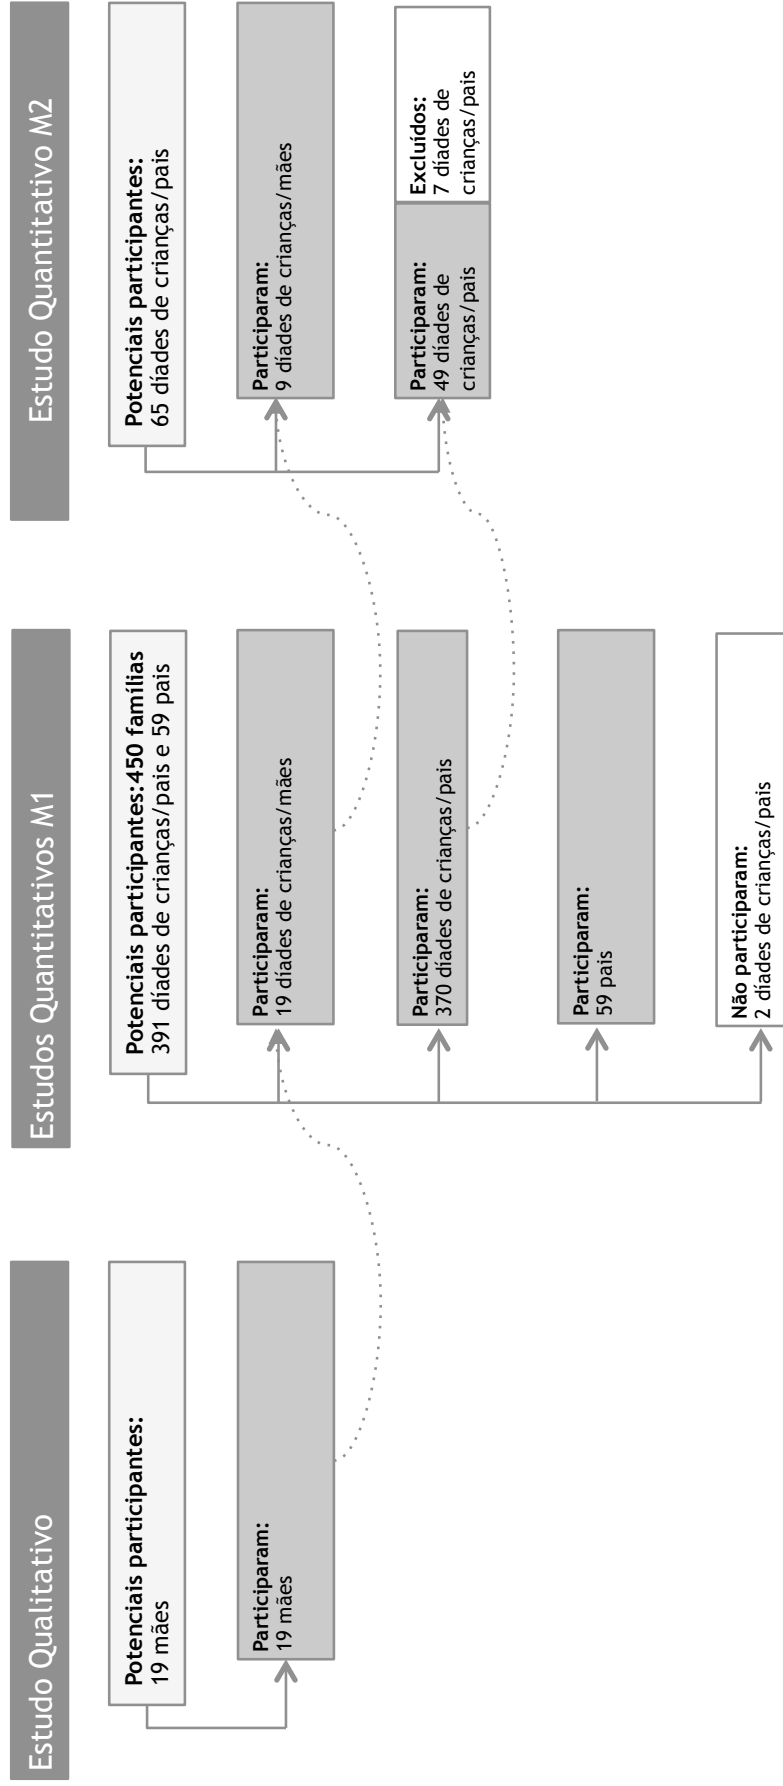 Estudo Qualitativo
Potenciais participantes:
19 mães
Participaram:
19 mães
Estudos Quantitativos M1
Potenciais participantes:450 famílias
391 díades de crianças/pais e 59 pais
Participaram:
19 díades de crianças/mães
Participaram:
370 díades de crianças/pais
Participaram:
59 pais
Não participaram:
2 díades de crianças/pais
Estudo Quantitativo M2
Potenciais participantes:
65 díades de crianças/pais
Participaram:
9 díades de crianças/mães
Participaram:
49 díades de
crianças/pais
Excluídos:
7 díades de
crianças/pais